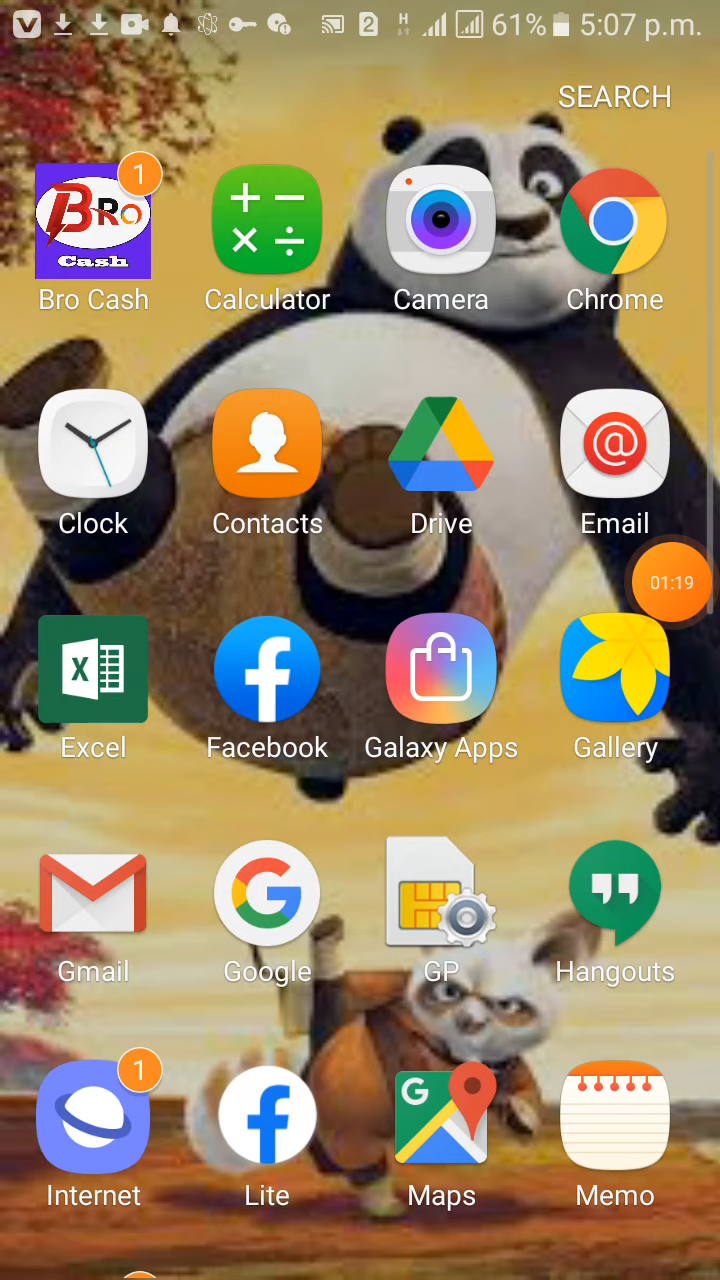 2 H 61% 5:07 p.m.
SEARCH
1
BRO
Cash
Bro Cash Calculator Camera Chrome
Clock Contacts Drive Email
01:19
Excel Facebook Galaxy Apps Gallery
Gmail Google GP Hangouts
1
Internet Lite Maps Memo